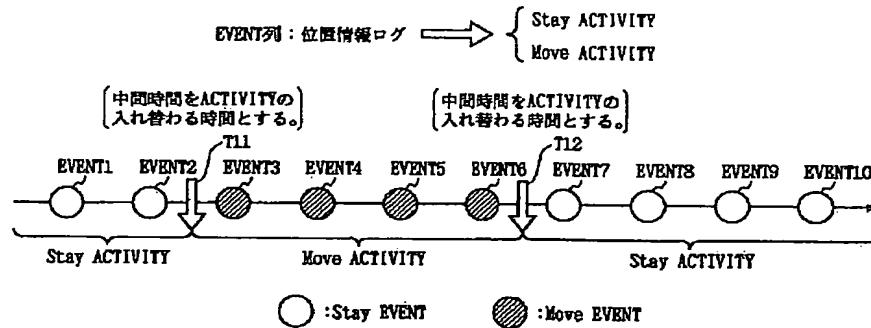 EVENT列：位置情報ログ
Stay ACTIVITY
Move ACTIVITY
中間時間をACTIVITYの
入れ替わる時間とする。
中間時間をACTIVITYの
入れ替わる時間とする。
T11
T12
EVENT1 EVENT2 EVENT3 EVENT4 EVENT5 EVENT6 EVENT7 EVENT8 EVENT9 EVENT10
Stay ACTIVITY Move ACTIVITY Stay ACTIVITY
:Stay EVENT :Move EVENT